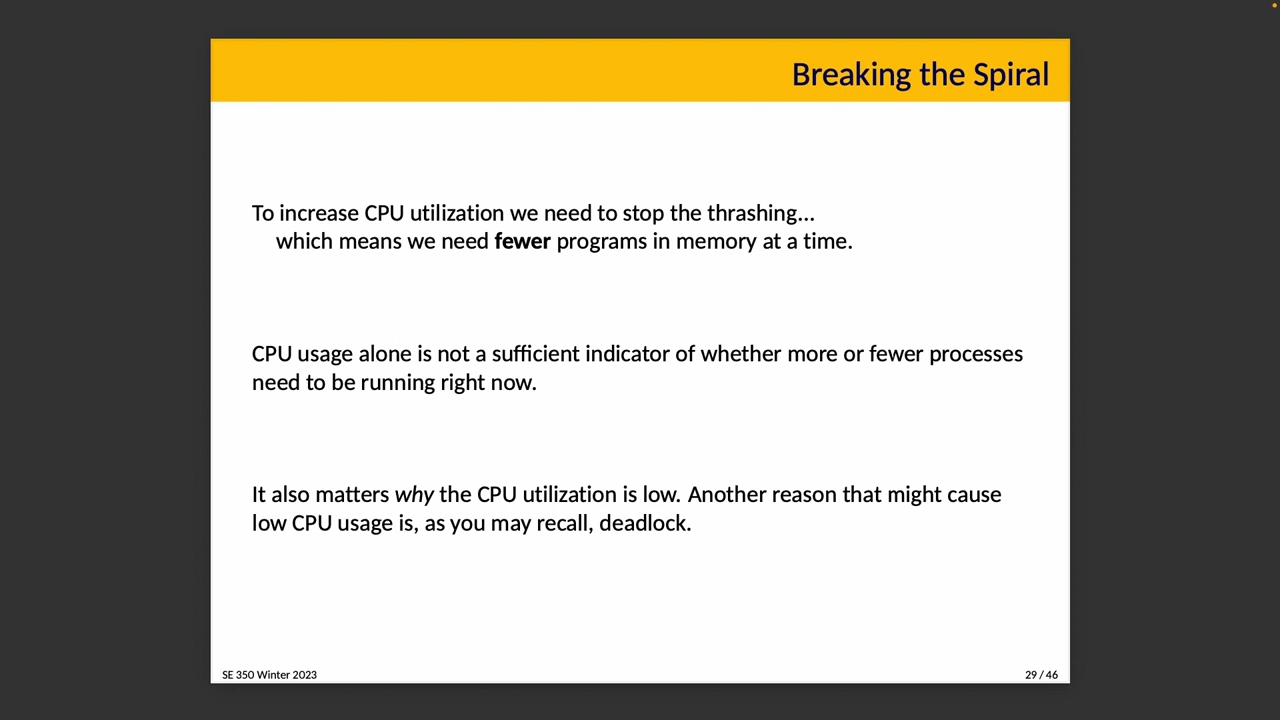 Breaking the Spiral
To increase CPU utilization we need to stop the thrashing...
which means we need fewer programs in memory at a time.
CPU usage alone is not a sufficient indicator of whether more or fewer processes
need to be running right now.
It also matters why the CPU utilization is low. Another reason that might cause
low CPU usage is, as you may recall, deadlock.
SE 350 Winter 2023
29 / 46